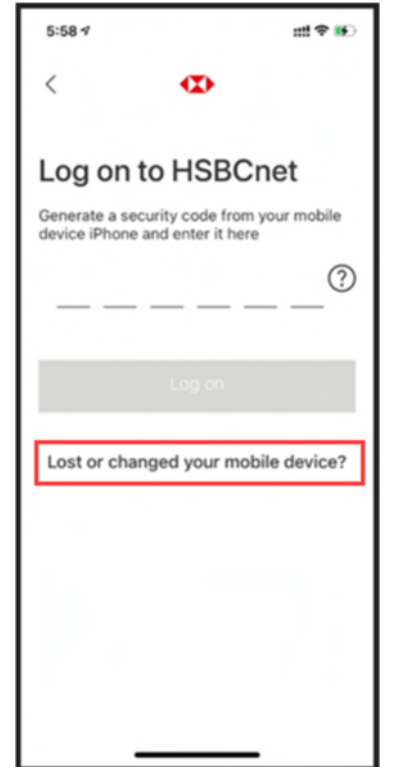 5:58
Log on to HSBCnet
Generate a security code from your mobile
device iPhone and enter it here
?
Log on
Lost or changed your mobile device?